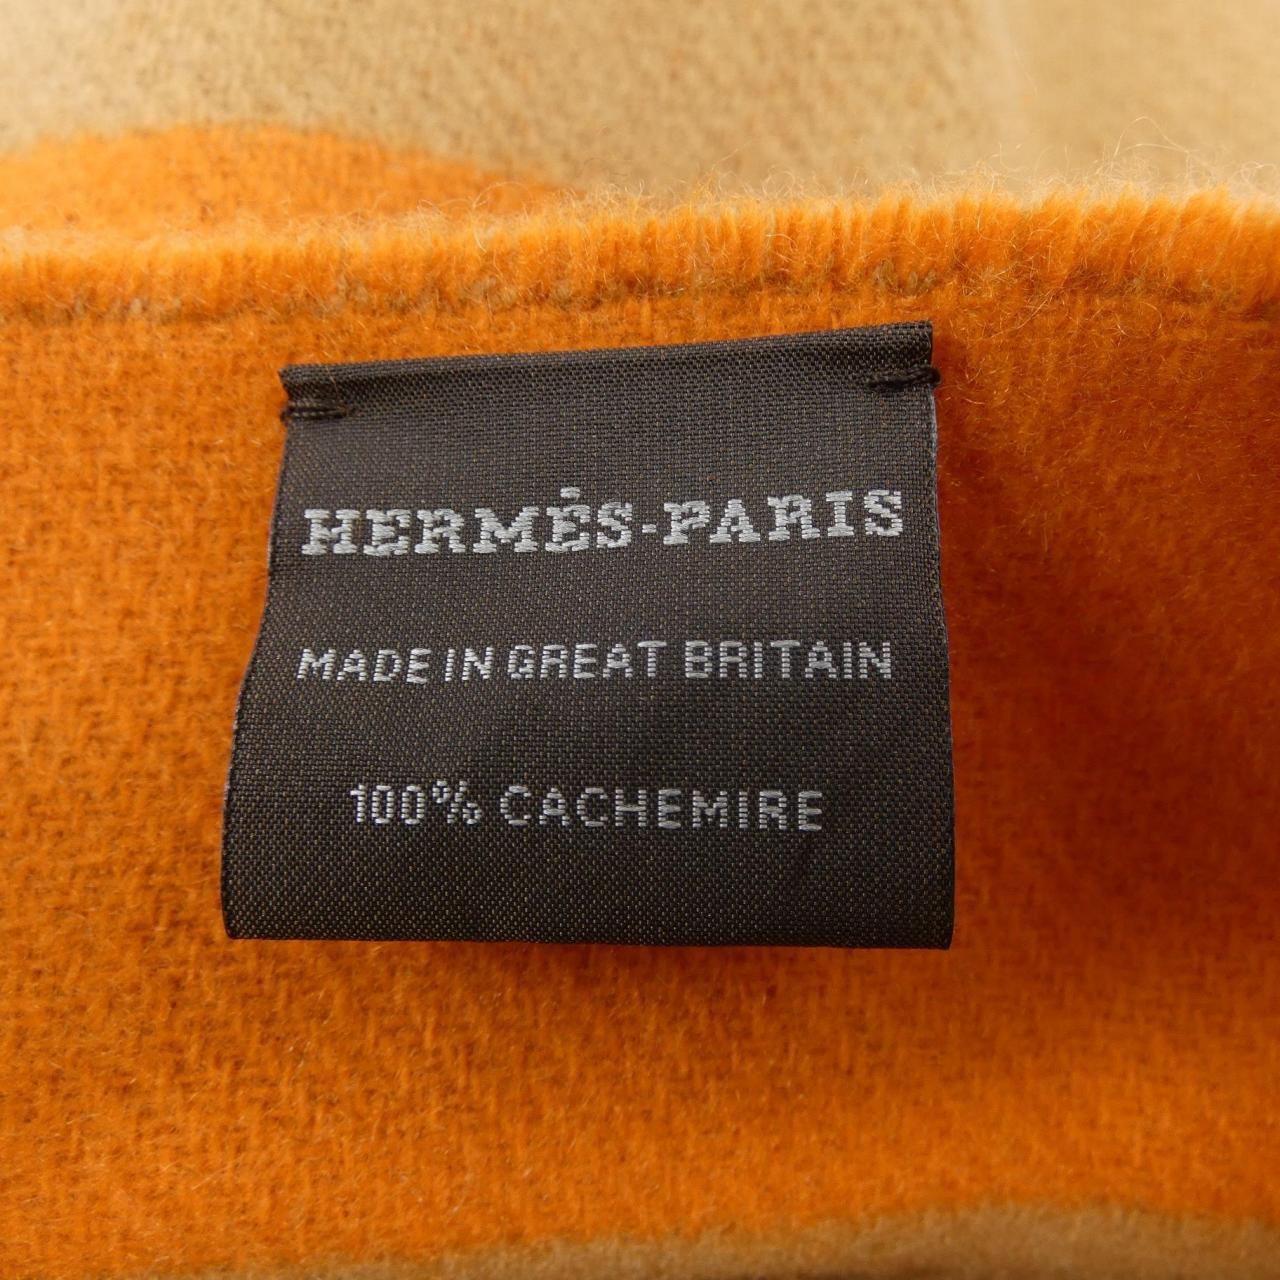 HERMÈS-PARIS
MADE IN GREAT BRITAIN
100% CACHEMIRE